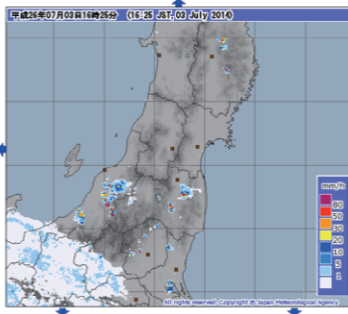 平成26年07月03日16時25分 (16:25 JST, 03 July 2014)
mm/h
80
50
30
20
10
5
1
All rights reserved. Copyright © Japan Meteorological Agency